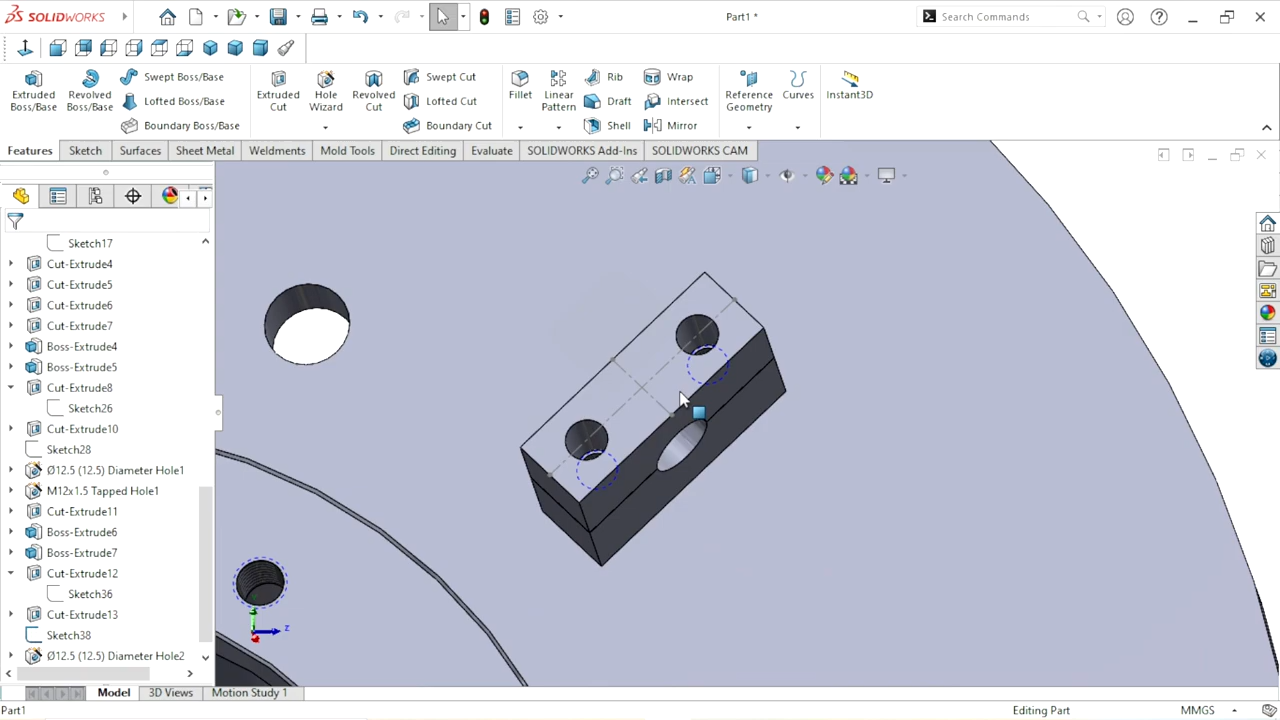 SOLIDWORKS
Part1 *
Search Commands
Extruded Boss/Base
Revolved Boss/Base
Swept Boss/Base
Lofted Boss/Base
Boundary Boss/Base
Extruded Cut
Hole Wizard
Revolved Cut
Swept Cut
Lofted Cut
Boundary Cut
Fillet
Linear Pattern
Rib
Draft
Shell
Wrap
Intersect
Mirror
Reference Geometry
Curves
Instant3D
Features
Sketch
Surfaces
Sheet Metal
Weldments
Mold Tools
Direct Editing
Evaluate
SOLIDWORKS Add-Ins
SOLIDWORKS CAM
Sketch17
Cut-Extrude4
Cut-Extrude5
Cut-Extrude6
Cut-Extrude7
Boss-Extrude4
Boss-Extrude5
Cut-Extrude8
Sketch26
Cut-Extrude10
Sketch28
Ø12.5 (12.5) Diameter Hole1
M12x1.5 Tapped Hole1
Cut-Extrude11
Boss-Extrude6
Boss-Extrude7
Cut-Extrude12
Sketch36
Cut-Extrude13
Sketch38
Ø12.5 (12.5) Diameter Hole2
z
Model
3D Views
Motion Study 1
Part1
Editing Part
MMGS